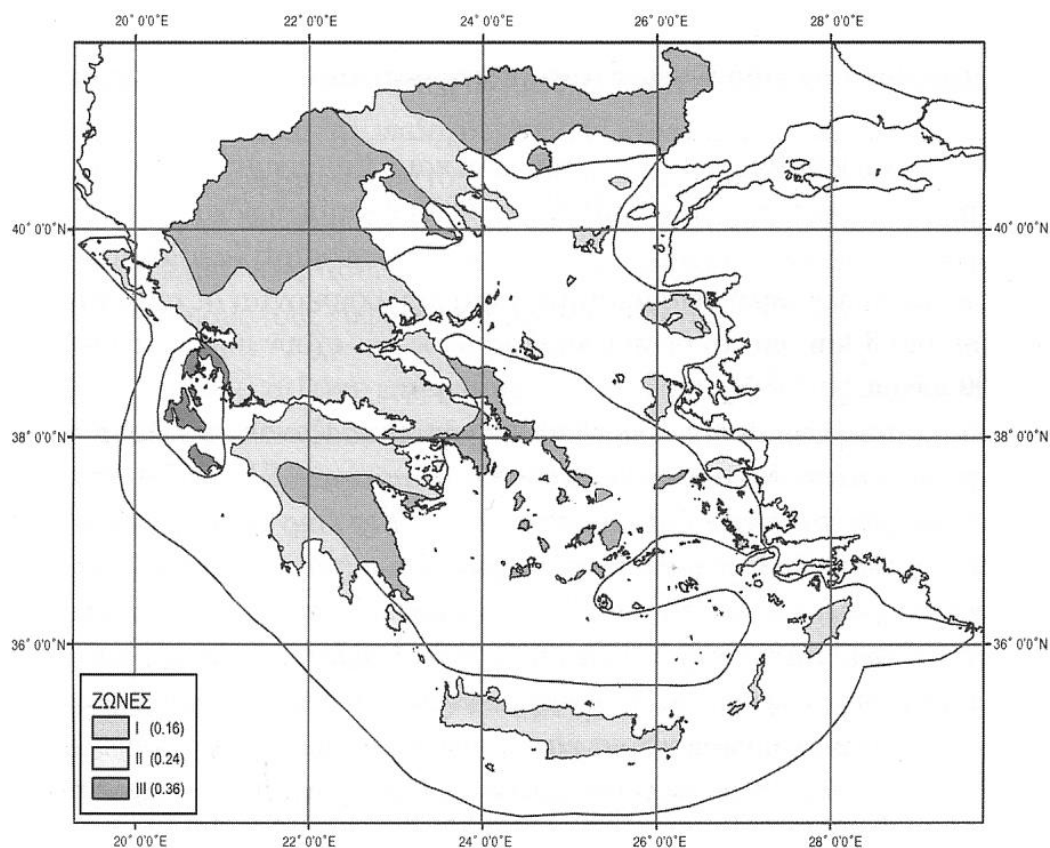 20° 0'0"E 22° 0'0"E 24° 0'0"E 26° 0'0"E 28° 0'0"E
40° 0'0"N 40° 0'0"N
38° 0'0"N 38° 0'0"N
36° 0'0"N 36° 0'0"N
ΖΩΝΕΣ
I (0.16)
II (0.24)
III (0.36)
20° 0'0"E 22° 0'0"E 24° 0'0"E 26° 0'0"E 28° 0'0"E